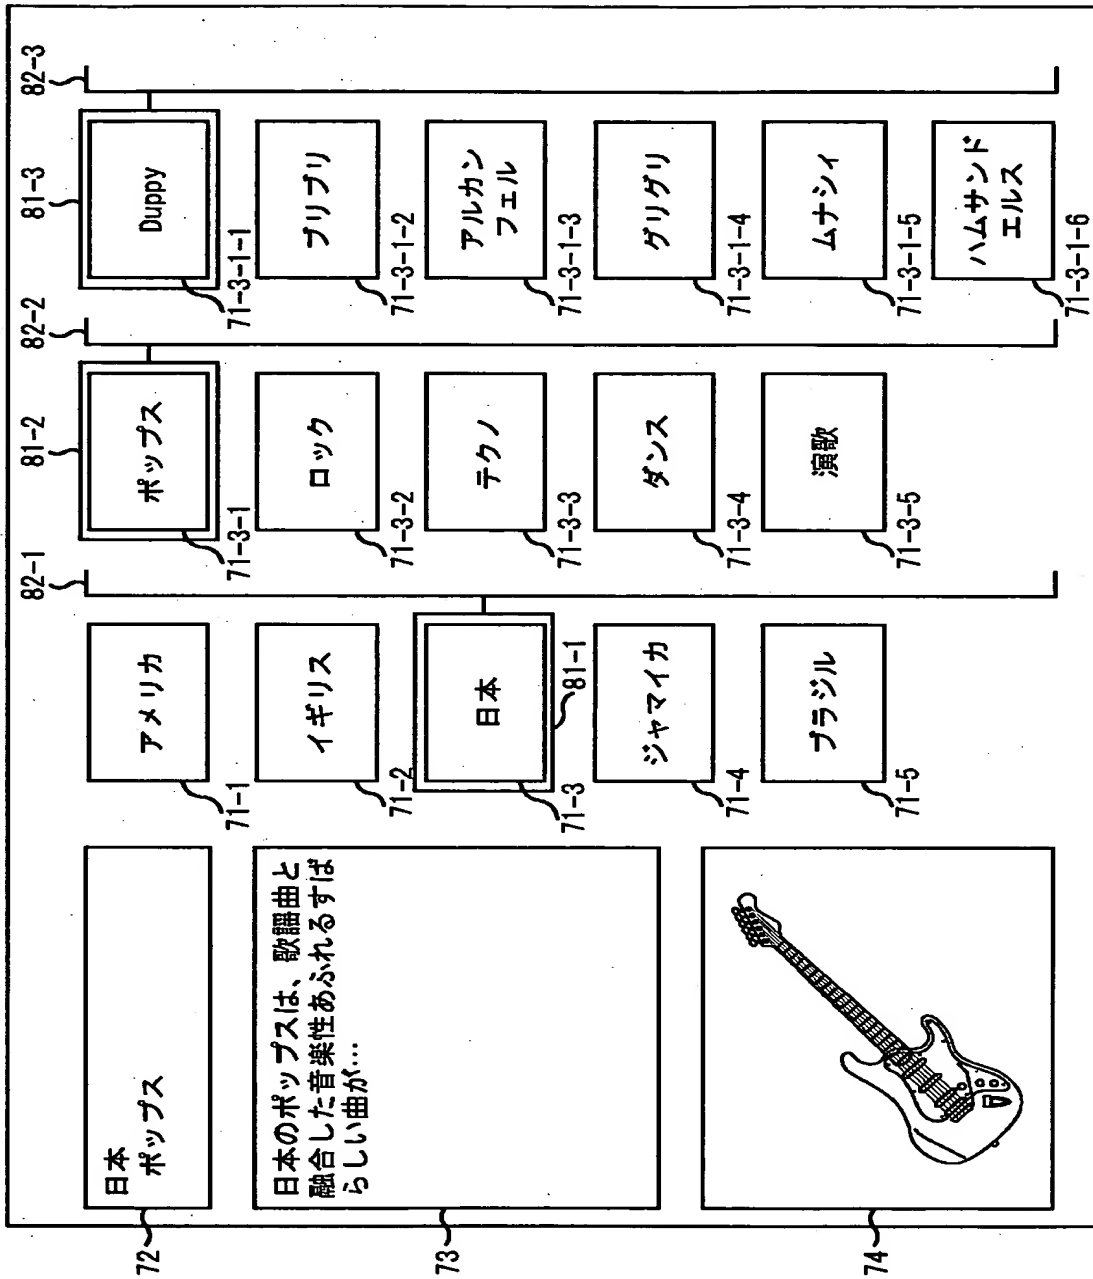 72
日本
ポップス
73
日本のポップスは、歌謡曲と
融合した音楽性あふれるすば
らしい曲が…
74
アメリカ
71-1
イギリス
71-2
日本
71-3
81-1
ジャマイカ
71-4
ブラジル
71-5
82-1
81-2
ポップス
71-3-1
ロック
71-3-2
テクノ
71-3-3
ダンス
71-3-4
演歌
71-3-5
82-2
81-3
Duppy
71-3-1-1
ブリブリ
71-3-1-2
アルカン
フェル
71-3-1-3
グリグリ
71-3-1-4
ムナシィ
71-3-1-5
ハムサンド
エルス
71-3-1-6
82-3